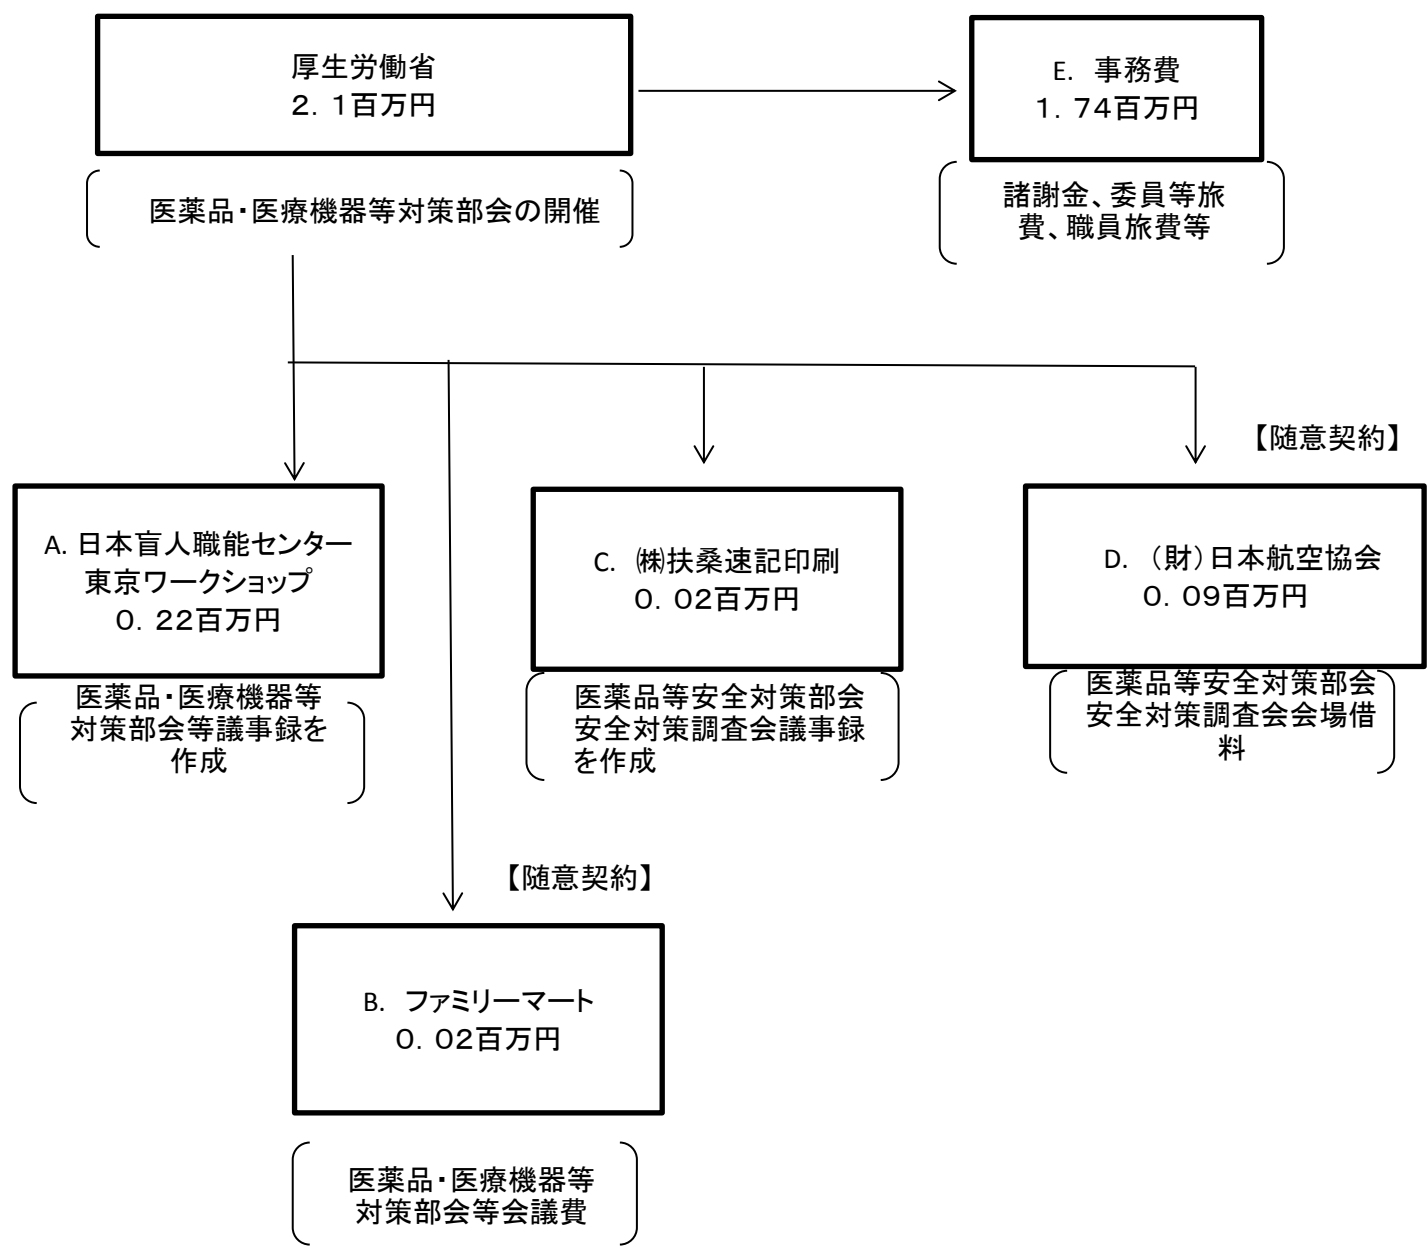 厚生労働省
２．１百万円
医薬品・医療機器等対策部会の開催
E.　事務費
１．７４百万円
諸謝金、委員等旅
費、職員旅費等
【随意契約】
A. 日本盲人職能センター
東京ワークショップ
０．２２百万円
医薬品・医療機器等
対策部会等議事録を
作成
C.　㈱扶桑速記印刷
０．０２百万円
医薬品等安全対策部会
安全対策調査会議事録
を作成
D.　（財）日本航空協会
０．０９百万円
医薬品等安全対策部会
安全対策調査会会場借
料
【随意契約】
B.　ファミリーマート
０．０２百万円
医薬品・医療機器等
対策部会等会議費